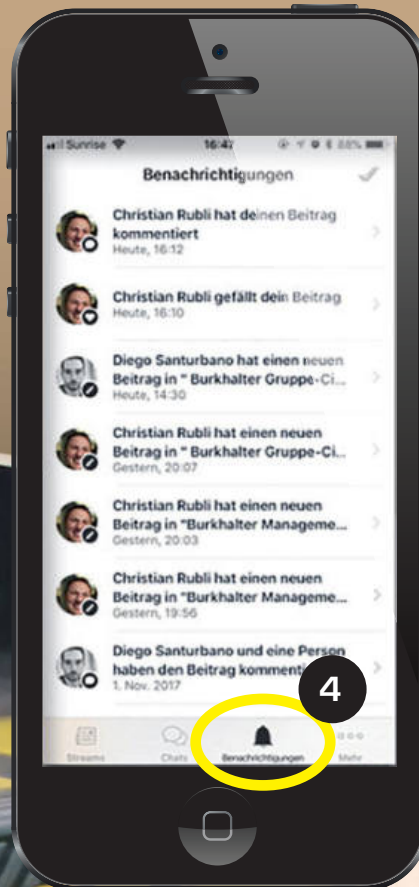 Sunrise 16:47 88%
Benachrichtigungen
Christian Rubli hat deinen Beitrag
kommentiert
Heute, 16:12
Christian Rubli gefällt dein Beitrag
Heute, 16:10
Diego Santurbano hat einen neuen
Beitrag in " Burkhalter Gruppe-Ci...
Heute, 14:30
Christian Rubli hat einen neuen
Beitrag in " Burkhalter Gruppe-Ci...
Gestern, 20:07
Christian Rubli hat einen neuen
Beitrag in "Burkhalter Manageme...
Gestern, 20:03
Christian Rubli hat einen neuen
Beitrag in "Burkhalter Manageme...
Gestern, 19:56
Diego Santurbano und eine Person
haben den Beitrag kommenti
1. Nov. 2017
4
Streams Chats Benachrichtigungen Mehr